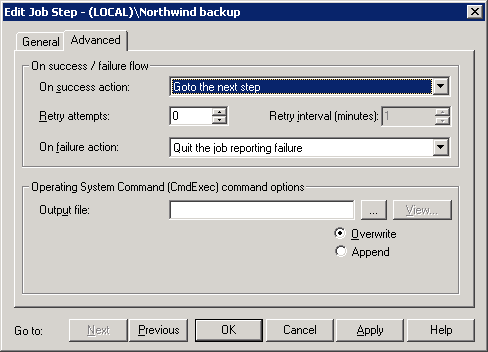 Edit Job Step - (LOCAL)\Northwind backup
General Advanced
On success / failure flow
On success action: Goto the next step
Retry attempts: 0 Retry interval (minutes): 1
On failure action: Quit the job reporting failure
Operating System Command (CmdExec) command options
Output file: ... View...
Overwrite
Append
Go to: Next Previous OK Cancel Apply Help